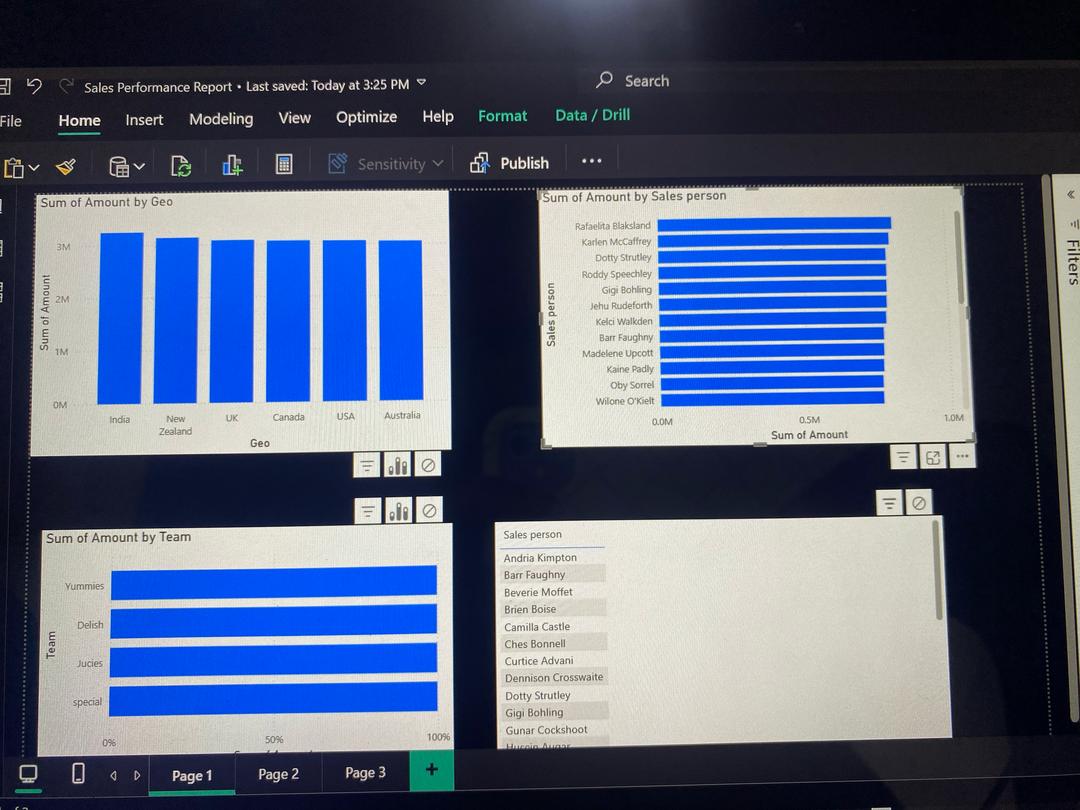 Sales Performance Report • Last saved: Today at 3:25 PM
Search
File
Home
Insert
Modeling
View
Optimize
Help
Format
Data / Drill
Sensitivity
Publish
Sum of Amount by Geo
Sum of Amount
3M
2M
1M
0M
India
New Zealand
UK
Canada
USA
Australia
Geo
Sum of Amount by Sales person
Sales person
Rafaelita Blaksland
Karlen McCaffrey
Dotty Strutley
Roddy Speechley
Gigi Bohling
Jehu Rudeforth
Kelci Walkden
Barr Faughny
Madelene Upcott
Kaine Padly
Oby Sorrel
Wilone O'Kielt
0.0M
0.5M
1.0M
Sum of Amount
Filters
Sum of Amount by Team
Team
Yummies
Delish
Jucies
special
0%
50%
100%
Sales person
Andria Kimpton
Barr Faughny
Beverie Moffet
Brien Boise
Camilla Castle
Ches Bonnell
Curtice Advani
Dennison Crosswaite
Dotty Strutley
Gigi Bohling
Gunar Cockshoot
Page 1
Page 2
Page 3